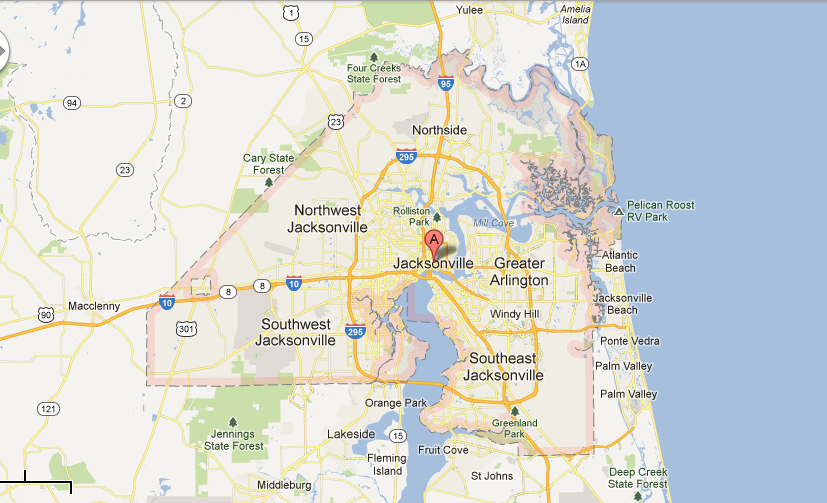 Yulee
Amelia
Island
1
15
Four Creeks
State Forest
1A
95
94
2
23
Northside
295
23
Cary State
Forest
Pelican Roost
RV Park
Northwest
Jacksonville
Rolliston
Park
Mill Cove
A
Jacksonville
Greater
Arlington
Atlantic
Beach
10
8
8
10
Macclenny
90
301
Jacksonville
Beach
Windy Hill
Southwest
Jacksonville
295
Ponte Vedra
Southeast
Jacksonville
Palm Valley
Palm Valley
121
Orange Park
Greenland
Park
Jennings
State Forest
Lakeside
15
Fruit Cove
Fleming
Island
St Johns
Deep Creek
State Forest
Middleburg